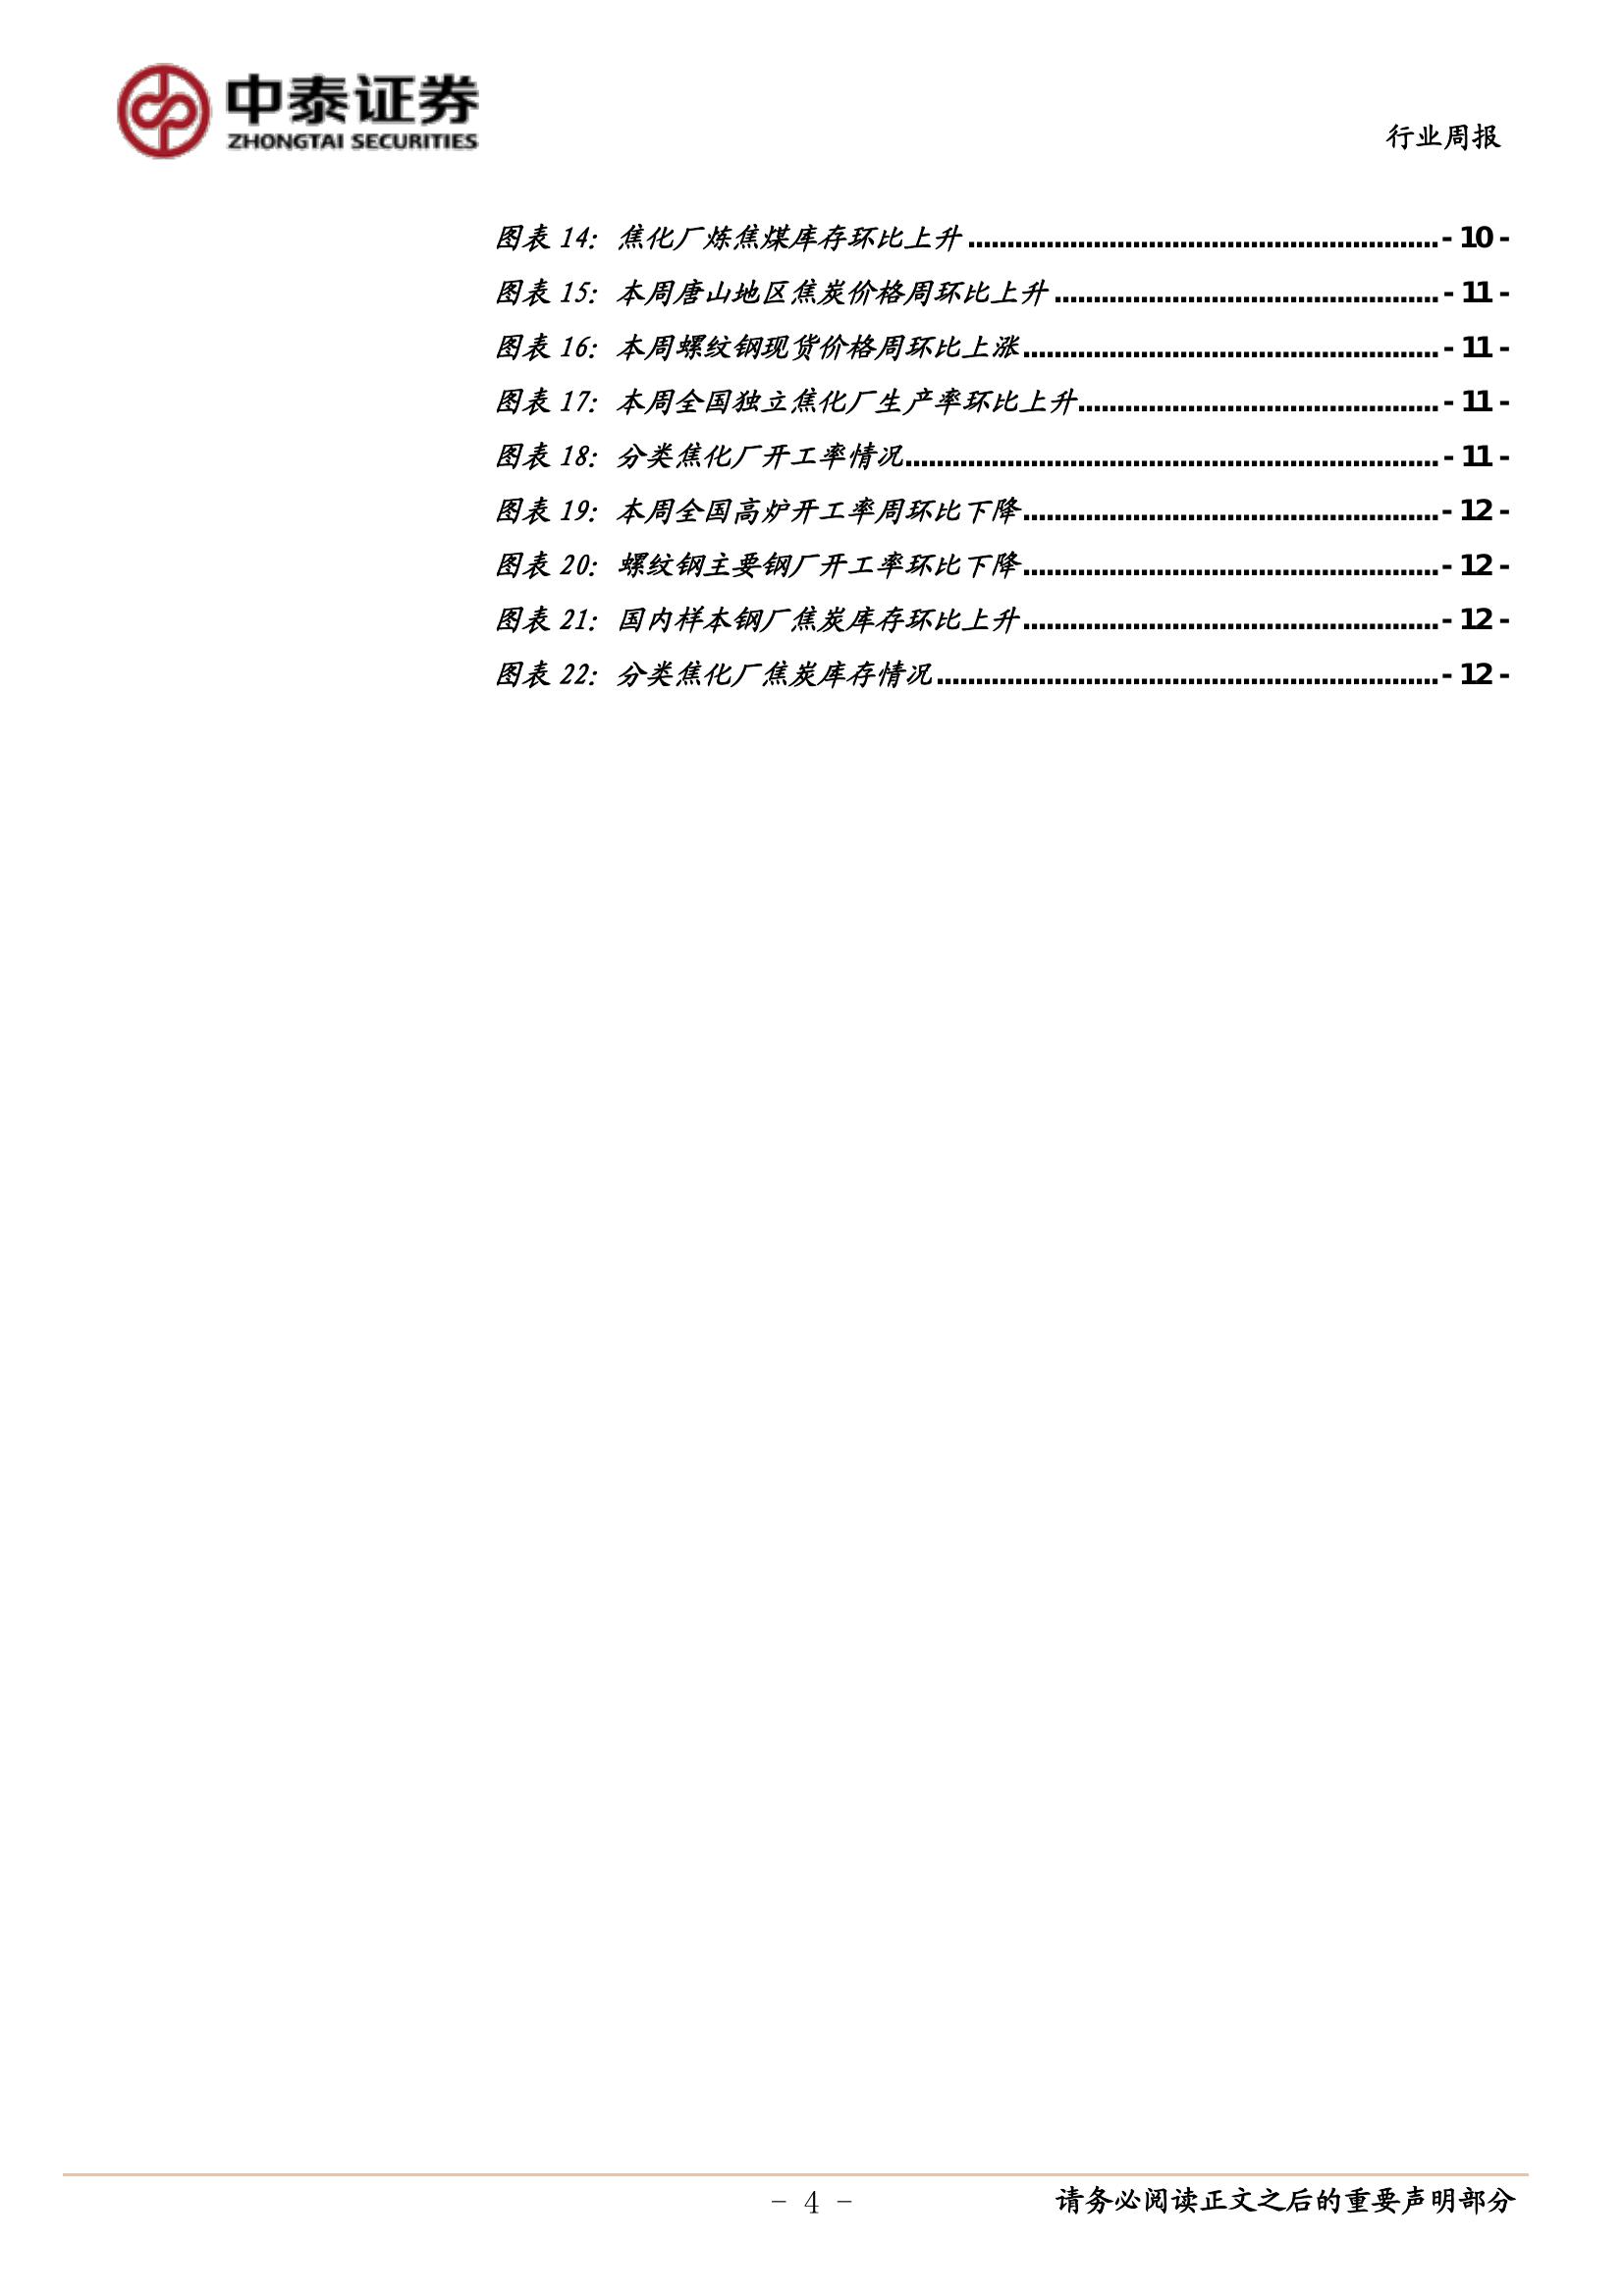 中泰证券
ZHONGTAI SECURITIES
行业周报
图表 14：焦化厂炼焦煤库存环比上升............................................................- 10 -
图表 15：本周唐山地区焦炭价格周环比上升.................................................- 11 -
图表 16：本周螺纹钢现货价格周环比上涨.....................................................- 11 -
图表 17：本周全国独立焦化厂生产率环比上升..............................................- 11 -
图表 18：分类焦化厂开工率情况....................................................................- 11 -
图表 19：本周全国高炉开工率周环比下降.....................................................- 12 -
图表 20：螺纹钢主要钢厂开工率环比下降.....................................................- 12 -
图表 21：国内样本钢厂焦炭库存环比上升.....................................................- 12 -
图表 22：分类焦化厂焦炭库存情况................................................................- 12 -
- 4 -
请务必阅读正文之后的重要声明部分